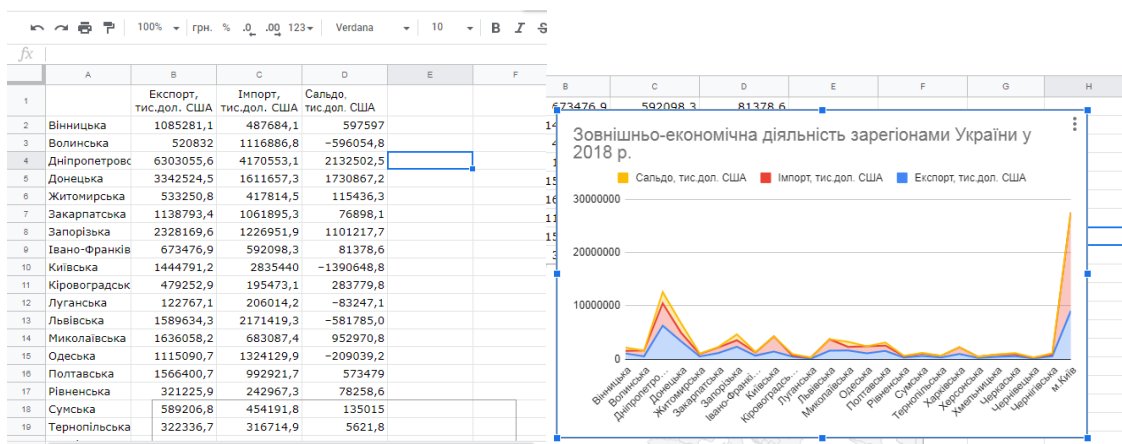 100% грн. % .0 .00 123 Verdana 10 B I S
fx
A B C D E F
1 Експорт, тис.дол. США Імпорт, тис.дол. США Сальдо, тис.дол. США
2 Вінницька 1085281,1 487684,1 597597
3 Волинська 520832 1116886,8 −596054,8
4 Дніпропетровс 6303055,6 4170553,1 2132502,5
5 Донецька 3342524,5 1611657,3 1730867,2
6 Житомирська 533250,8 417814,5 115436,3
7 Закарпатська 1138793,4 1061895,3 76898,1
8 Запорізька 2328169,6 1226951,9 1101217,7
9 Івано-Франків 673476,9 592098,3 81378,6
10 Київська 1444791,2 2835440 −1390648,8
11 Кіровоградськ 479252,9 195473,1 283779,8
12 Луганська 122767,1 206014,2 −83247,1
13 Львівська 1589634,3 2171419,3 −581785,0
14 Миколаївська 1636058,2 683087,4 952970,8
15 Одеська 1115090,7 1324129,9 −209039,2
16 Полтавська 1566400,7 992921,7 573479
17 Рівненська 321225,9 242967,3 78258,6
18 Сумська 589206,8 454191,8 135015
19 Тернопільська 322336,7 316714,9 5621,8
B C D E F G H
673476,9 592098,3 81378,6
Зовнішньо-економічна діяльність зарегіонами України у
2018 р.
Сальдо, тис.дол. США Імпорт, тис.дол. США Експорт, тис.дол. США
30000000
20000000
10000000
0
Вінницька
Волинська
Дніпропетро…
Донецька
Житомирська
Закарпатська
Запорізька
Івано-Франкі…
Київська
Кіровоградсь…
Луганська
Львівська
Миколаївська
Одеська
Полтавська
Рівненська
Сумська
Тернопільська
Харківська
Херсонська
Хмельницька
Черкаська
Чернівецька
Чернігівська
м.Київ